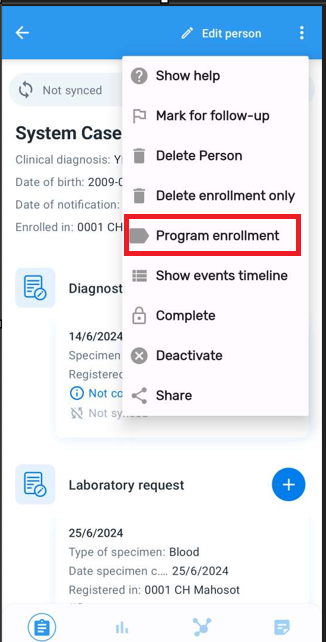 Edit person
Show help
Not synced
Mark for follow-up
System Case
Clinical diagnosis:
Delete Person
Date of birth: 2009-0
Delete enrollment only
Date of notification:
Enrolled in: 0001 CH
Program enrollment
Show events timeline
Diagnost
Complete
14/6/2024
Specimen
Deactivate
Registered
Not co
Share
Not synced
Laboratory request
25/6/2024
Type of specimen: Blood
Date specimen c.... 25/6/2024
Registered in: 0001 CH Mahosot